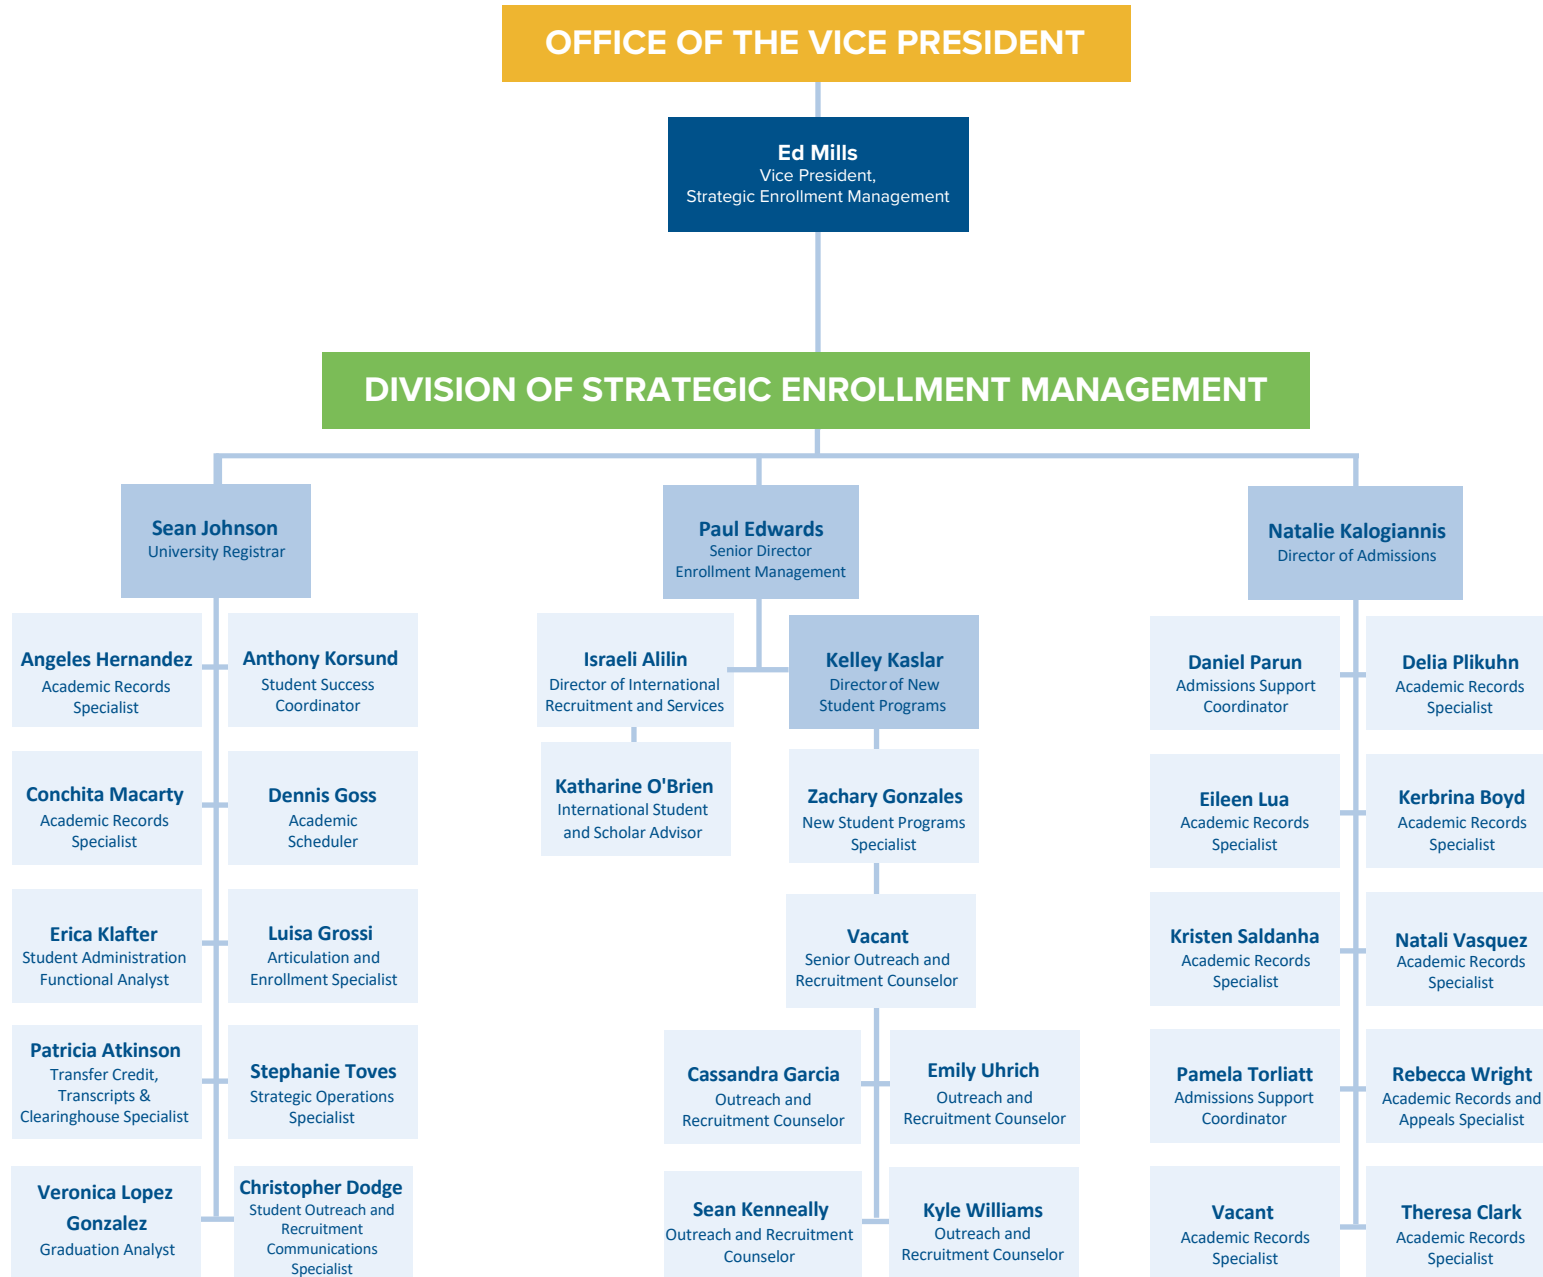 OFFICE OF THE VICE PRESIDENT
Ed Mills
Vice President,
Strategic Enrollment Management
DIVISION OF STRATEGIC ENROLLMENT MANAGEMENT
Sean Johnson
University Registrar
Angeles Hernandez
Academic Records
Specialist
Anthony Korsund
Student Success
Coordinator
Conchita Macarty
Academic Records
Specialist
Dennis Goss
Academic
Scheduler
Erica Klafter
Student Administration
Functional Analyst
Luisa Grossi
Articulation and
Enrollment Specialist
Patricia Atkinson
Transfer Credit,
Transcripts &
Clearinghouse Specialist
Stephanie Toves
Strategic Operations
Specialist
Veronica Lopez
Gonzalez
Graduation Analyst
Christopher Dodge
Student Outreach and
Recruitment
Communications
Specialist
Paul Edwards
Senior Director
Enrollment Management
Israeli Alilin
Director of International
Recruitment and Services
Katharine O'Brien
International Student
and Scholar Advisor
Kelley Kaslar
Director of New
Student Programs
Zachary Gonzales
New Student Programs
Specialist
Vacant
Senior Outreach and
Recruitment Counselor
Cassandra Garcia
Outreach and
Recruitment Counselor
Emily Uhrich
Outreach and
Recruitment Counselor
Sean Kenneally
Outreach and Recruitment
Counselor
Kyle Williams
Outreach and
Recruitment Counselor
Natalie Kalogiannis
Director of Admissions
Daniel Parun
Admissions Support
Coordinator
Delia Plikuhn
Academic Records
Specialist
Eileen Lua
Academic Records
Specialist
Kerbrina Boyd
Academic Records
Specialist
Kristen Saldanha
Academic Records
Specialist
Natali Vasquez
Academic Records
Specialist
Pamela Torliatt
Admissions Support
Coordinator
Rebecca Wright
Academic Records and
Appeals Specialist
Vacant
Academic Records
Specialist
Theresa Clark
Academic Records
Specialist